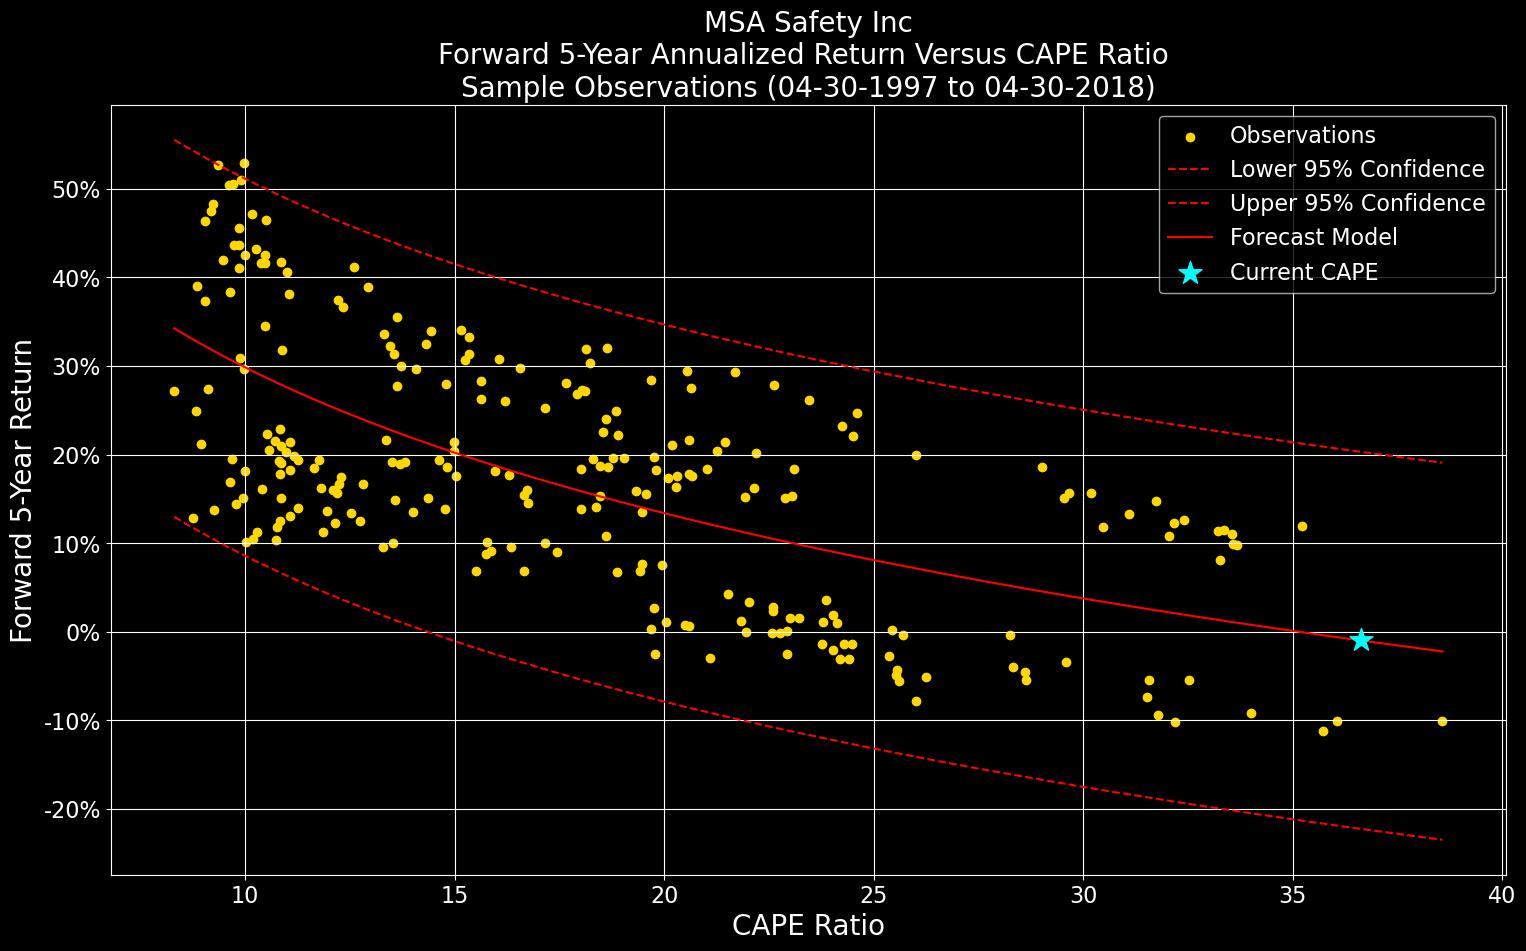 MSA Safety Inc
Forward 5-Year Annualized Return Versus CAPE Ratio
Sample Observations (04-30-1997 to 04-30-2018)
Observations
Lower 95% Confidence
Upper 95% Confidence
Forecast Model
Current CAPE
Forward 5-Year Return
50%
40%
30%
20%
10%
0%
-10%
-20%
10 15 20 25 30 35 40
CAPE Ratio